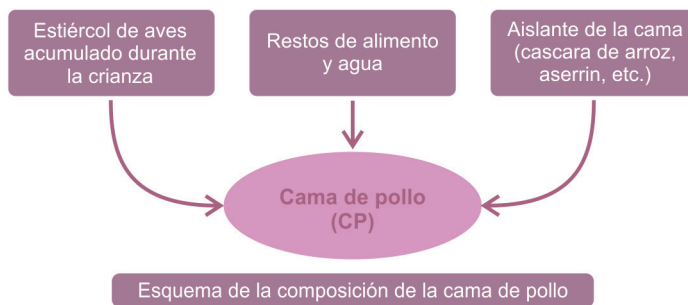 Estiércol de aves
acumulado durante
la crianza
Restos de alimento
y agua
Aislante de la cama
(cascara de arroz,
aserrin, etc.)
Cama de pollo
(CP)
Esquema de la composición de la cama de pollo